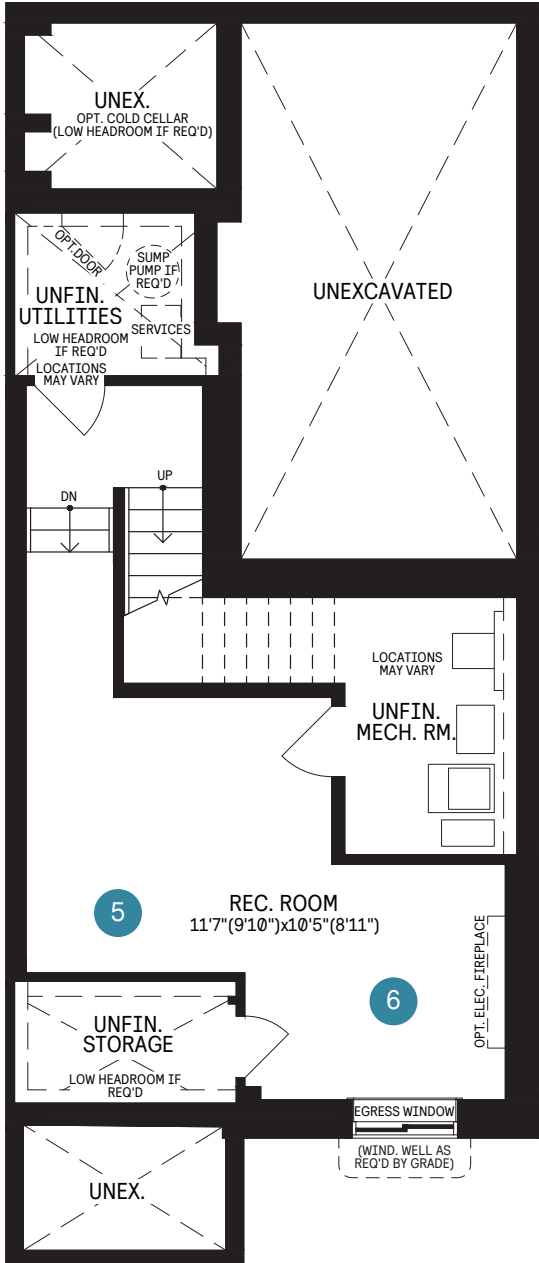 UNEX.
OPT. COLD CELLAR
(LOW HEADROOM IF REQ'D)
UNEXCAVATED
OPT.DOOR
SUMP
PUMP IF
REQ'D
UNFIN.
UTILITIES
SERVICES
LOW HEADROOM
IF REQ'D
LOCATIONS
MAY VARY
UP
DN
LOCATIONS
MAY VARY
UNFIN.
MECH. RM.
REC. ROOM
11'7"(9'10")x10'5"(8'11")
5
6
OPT. ELEC. FIREPLACE
UNFIN.
STORAGE
LOW HEADROOM IF
REQ'D
EGRESS WINDOW
(WIND. WELL AS
REQ'D BY GRADE)
UNEX.